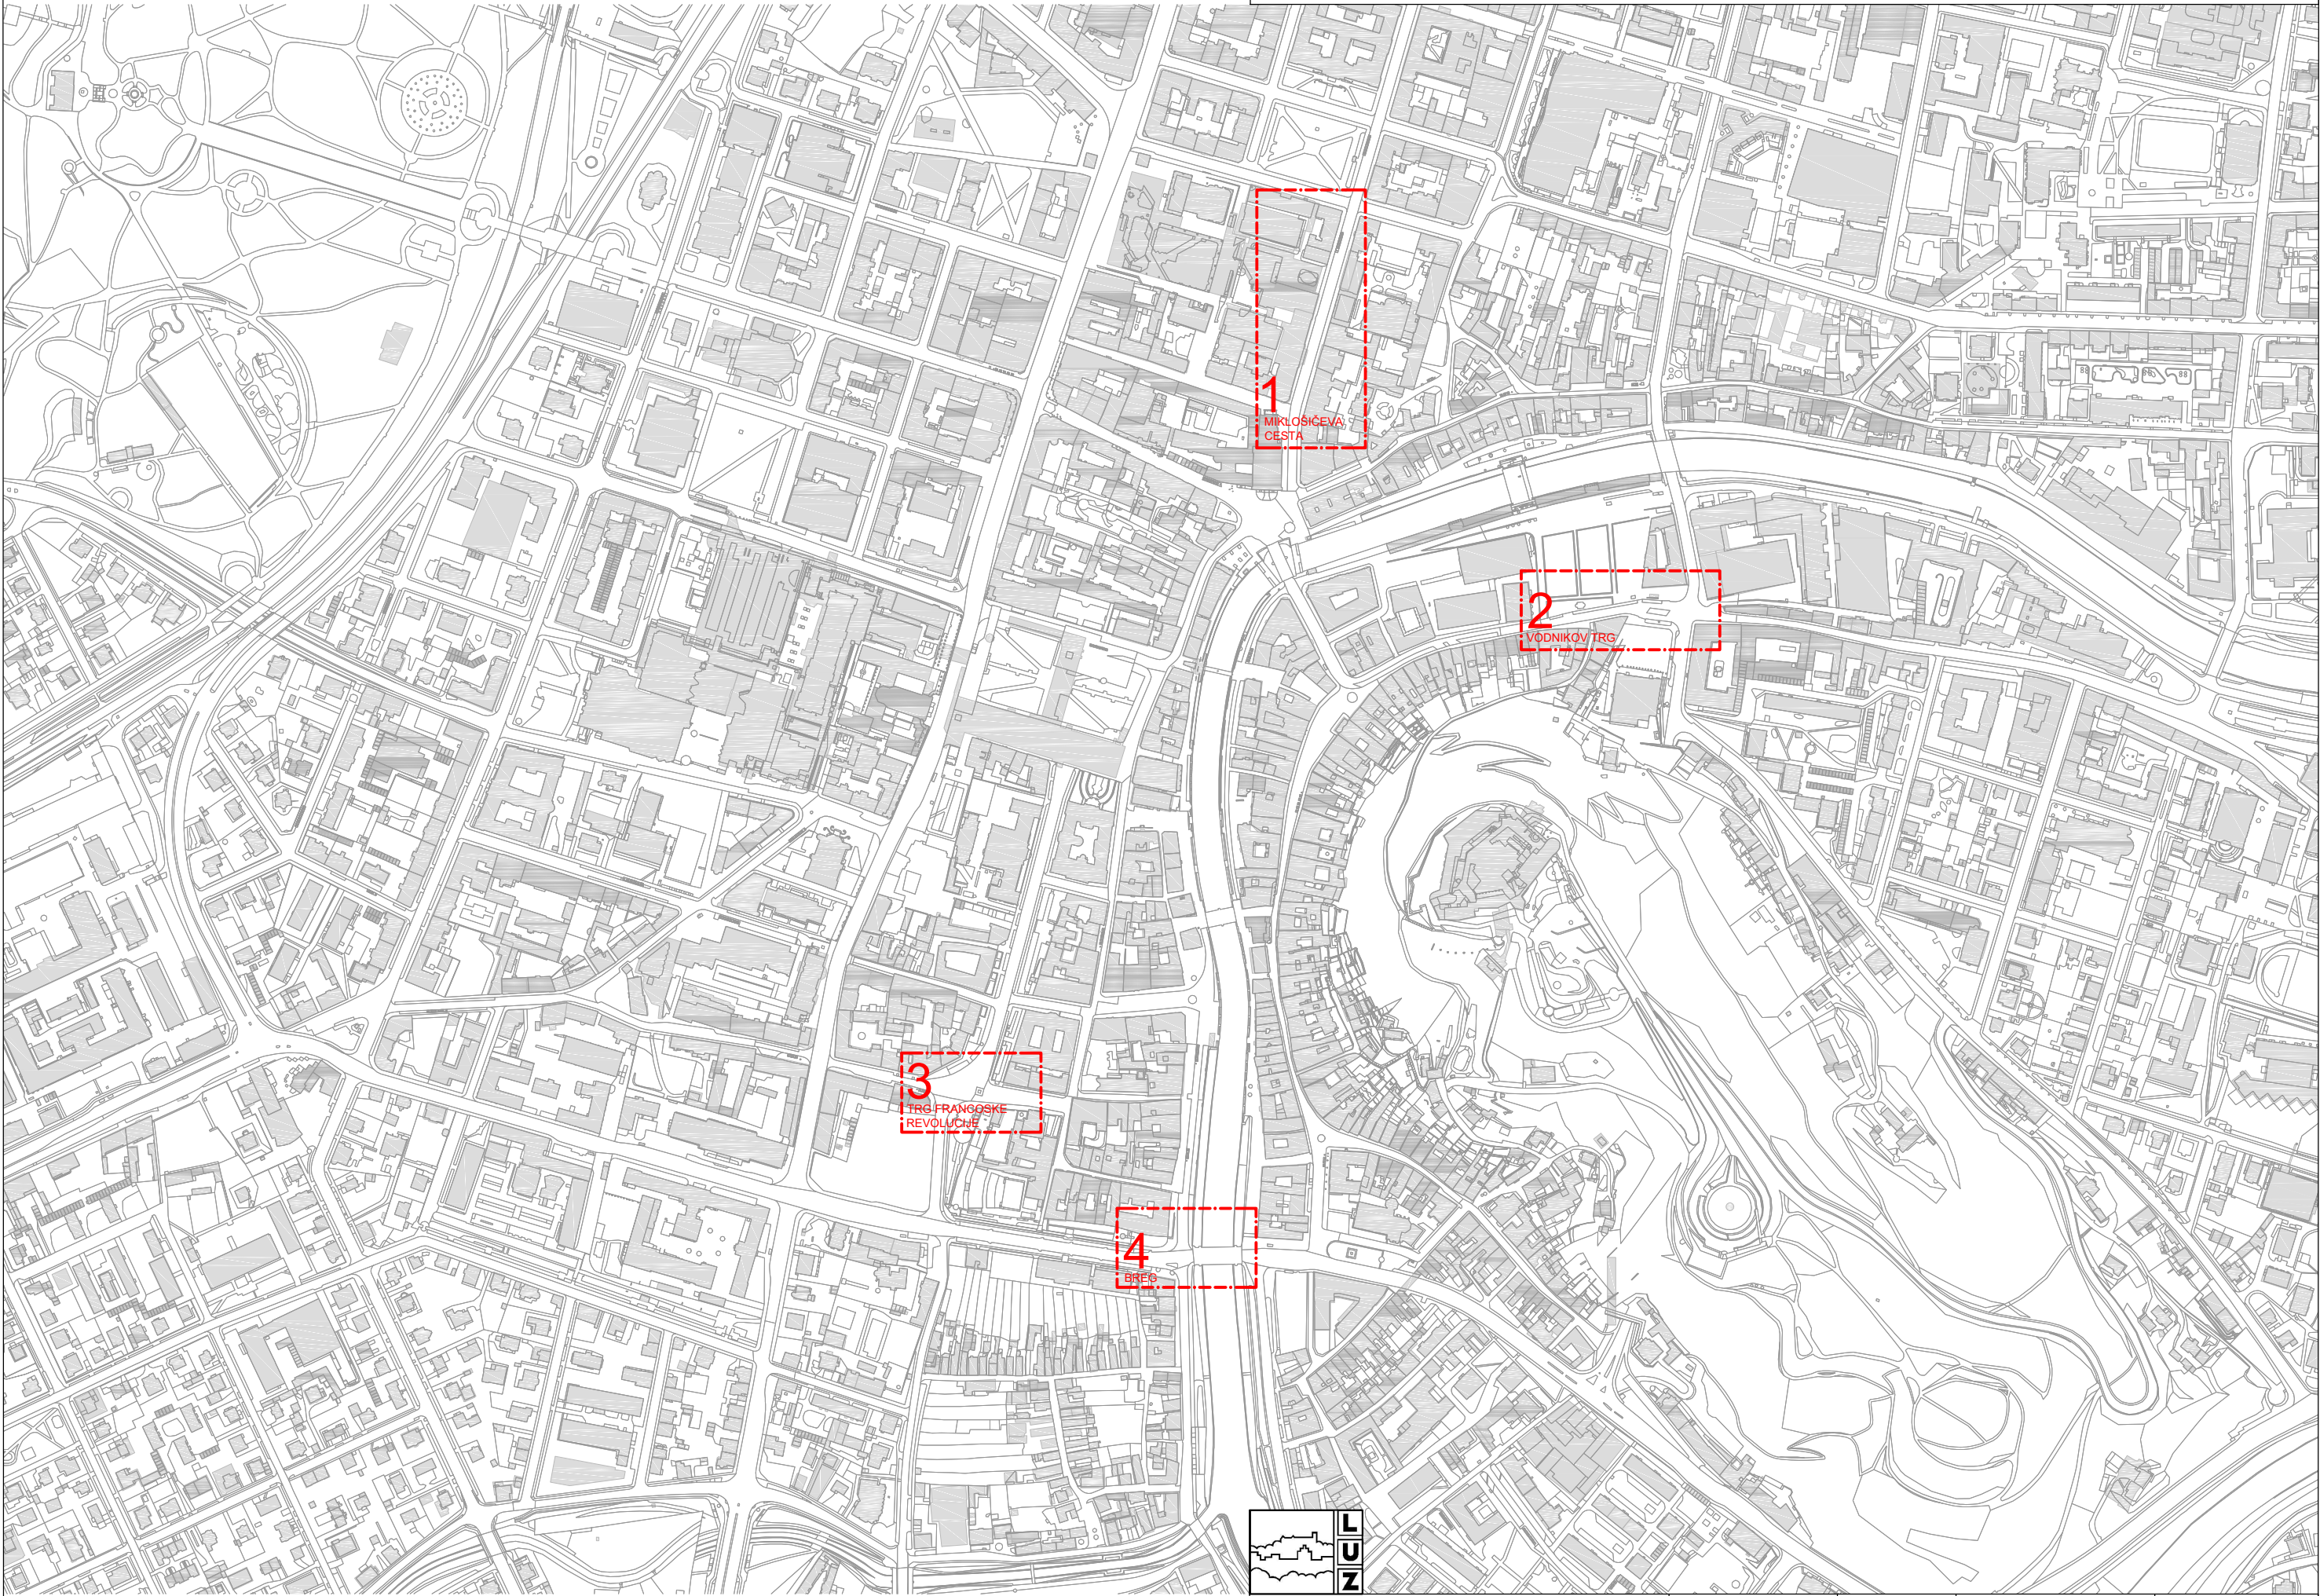 1
MIKLOŠIČEVA
CESTA
2
VODNIKOV TRG
3
TRG FRANCOSKE
REVOLUCIJE
4
BREG
L
U
Z